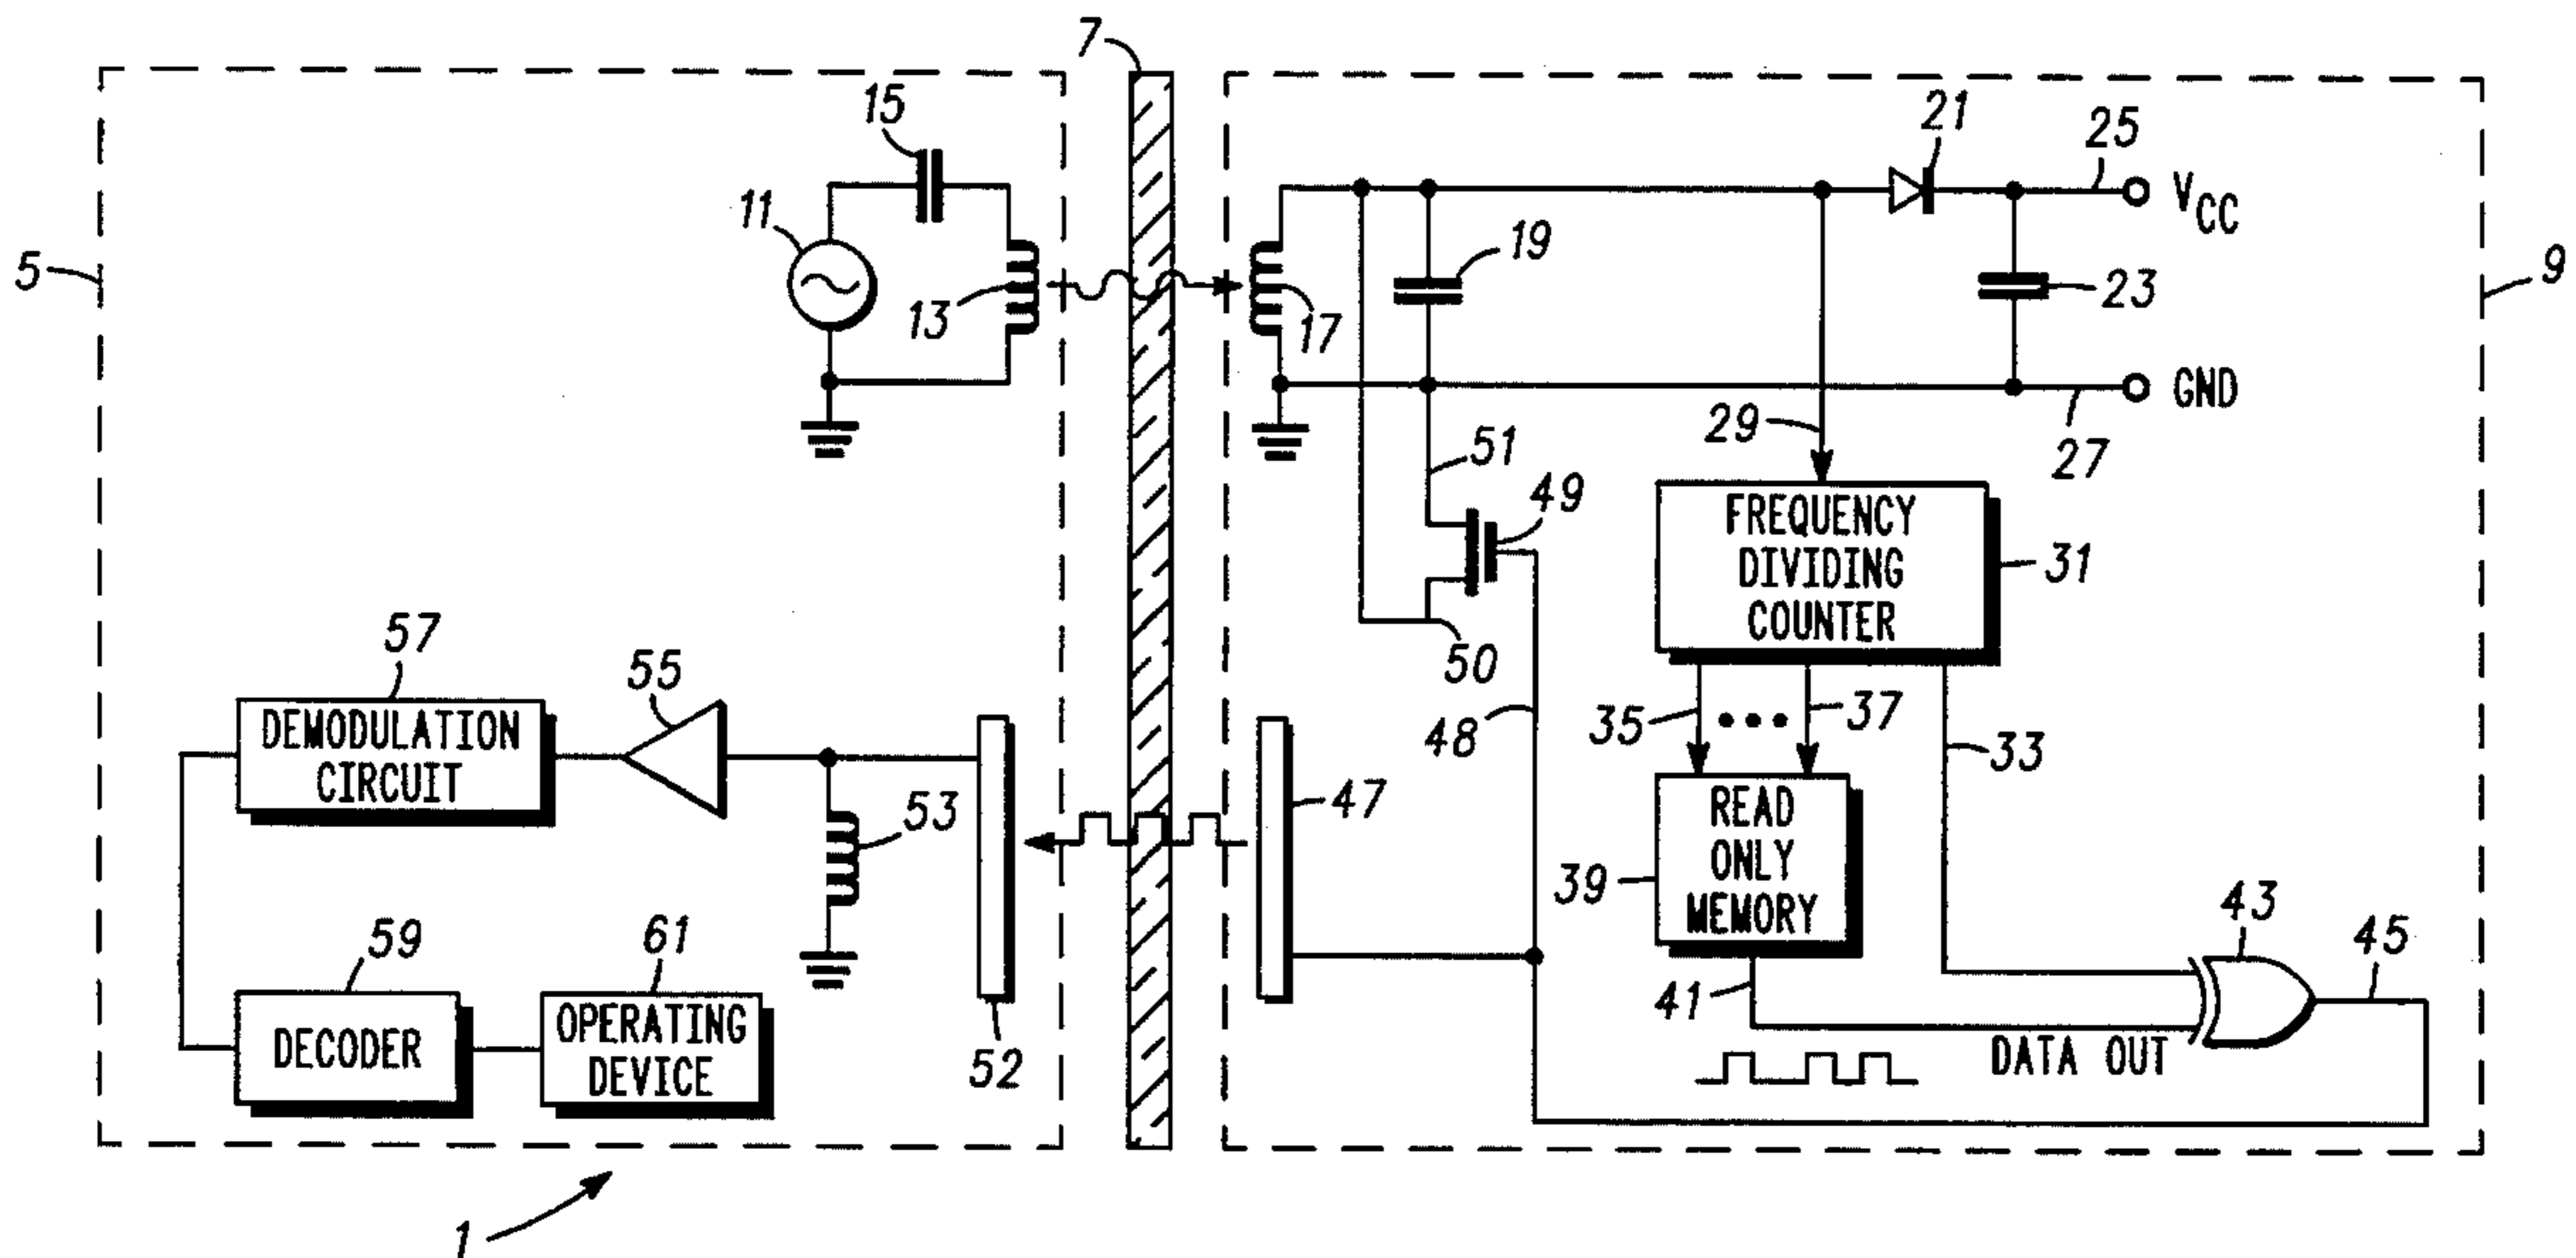 7
15
21
25
V_CC
11
19
5
13
17
23
9
GND
29
27
51
49
FREQUENCY
DIVIDING
COUNTER
31
57
55
50
DEMODULATION
CIRCUIT
53
47
48
35
37
33
READ
ONLY
MEMORY
39
59
61
43
45
DECODER
OPERATING
DEVICE
52
41
DATA OUT
1